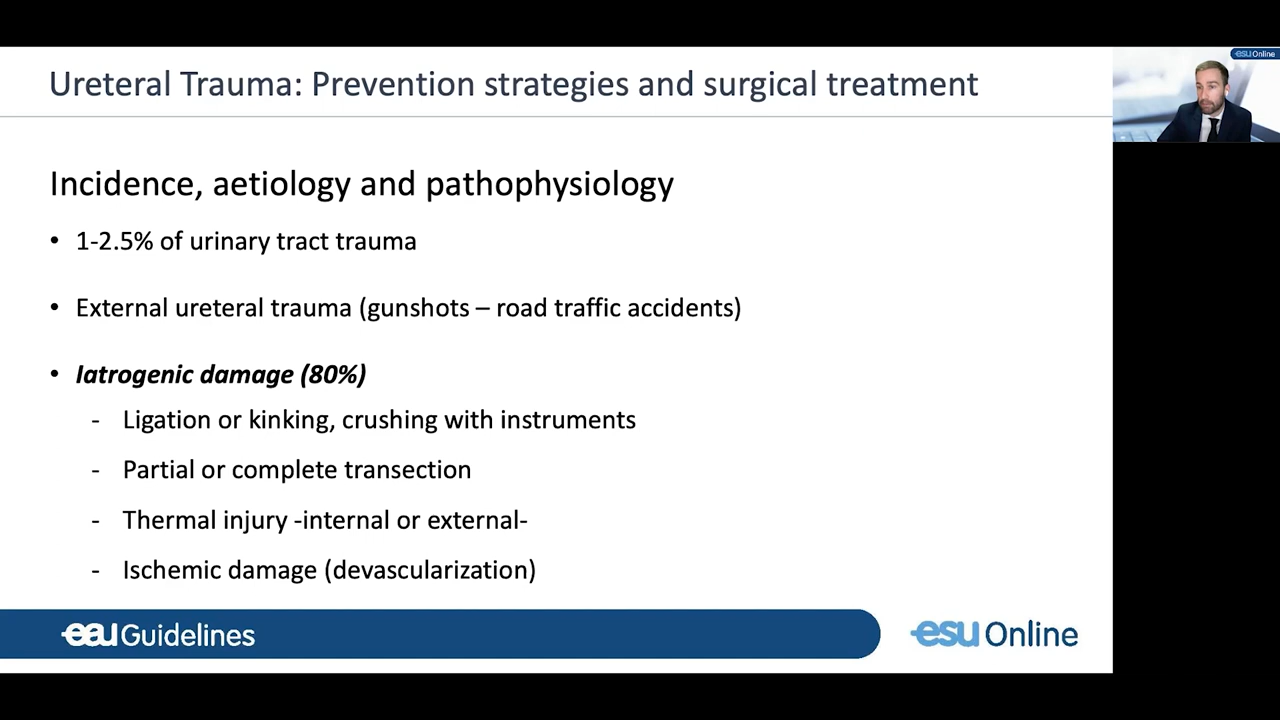 Ureteral Trauma: Prevention strategies and surgical treatment
esu Online
Incidence, aetiology and pathophysiology
• 1-2.5% of urinary tract trauma
• External ureteral trauma (gunshots – road traffic accidents)
• Iatrogenic damage (80%)
- Ligation or kinking, crushing with instruments
- Partial or complete transection
- Thermal injury -internal or external-
- Ischemic damage (devascularization)
eau Guidelines
esu Online